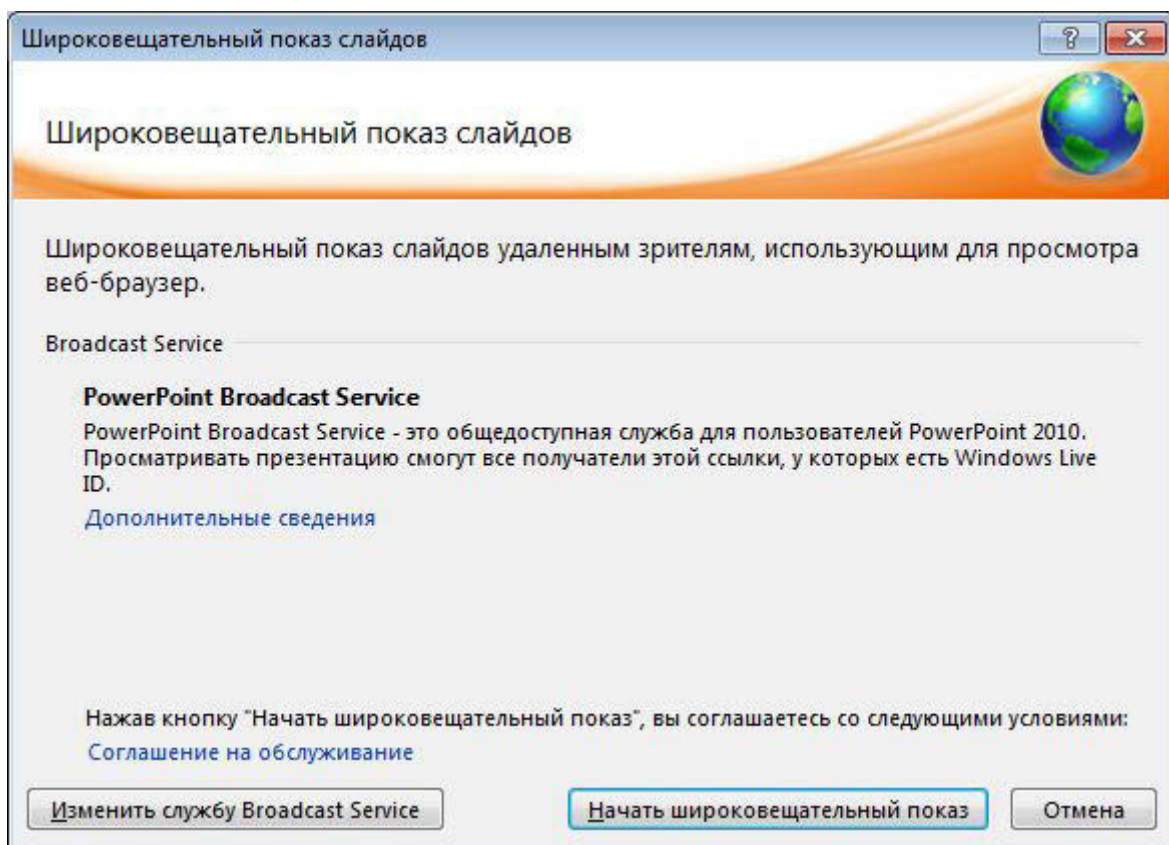 Широковещательный показ слайдов
?
Широковещательный показ слайдов
Широковещательный показ слайдов удаленным зрителям, использующим для просмотра
веб-браузер.
Broadcast Service
PowerPoint Broadcast Service
PowerPoint Broadcast Service - это общедоступная служба для пользователей PowerPoint 2010.
Просматривать презентацию смогут все получатели этой ссылки, у которых есть Windows Live
ID.
Дополнительные сведения
Нажав кнопку "Начать широковещательный показ", вы соглашаетесь со следующими условиями:
Соглашение на обслуживание
Изменить службу Broadcast Service
Начать широковещательный показ
Отмена